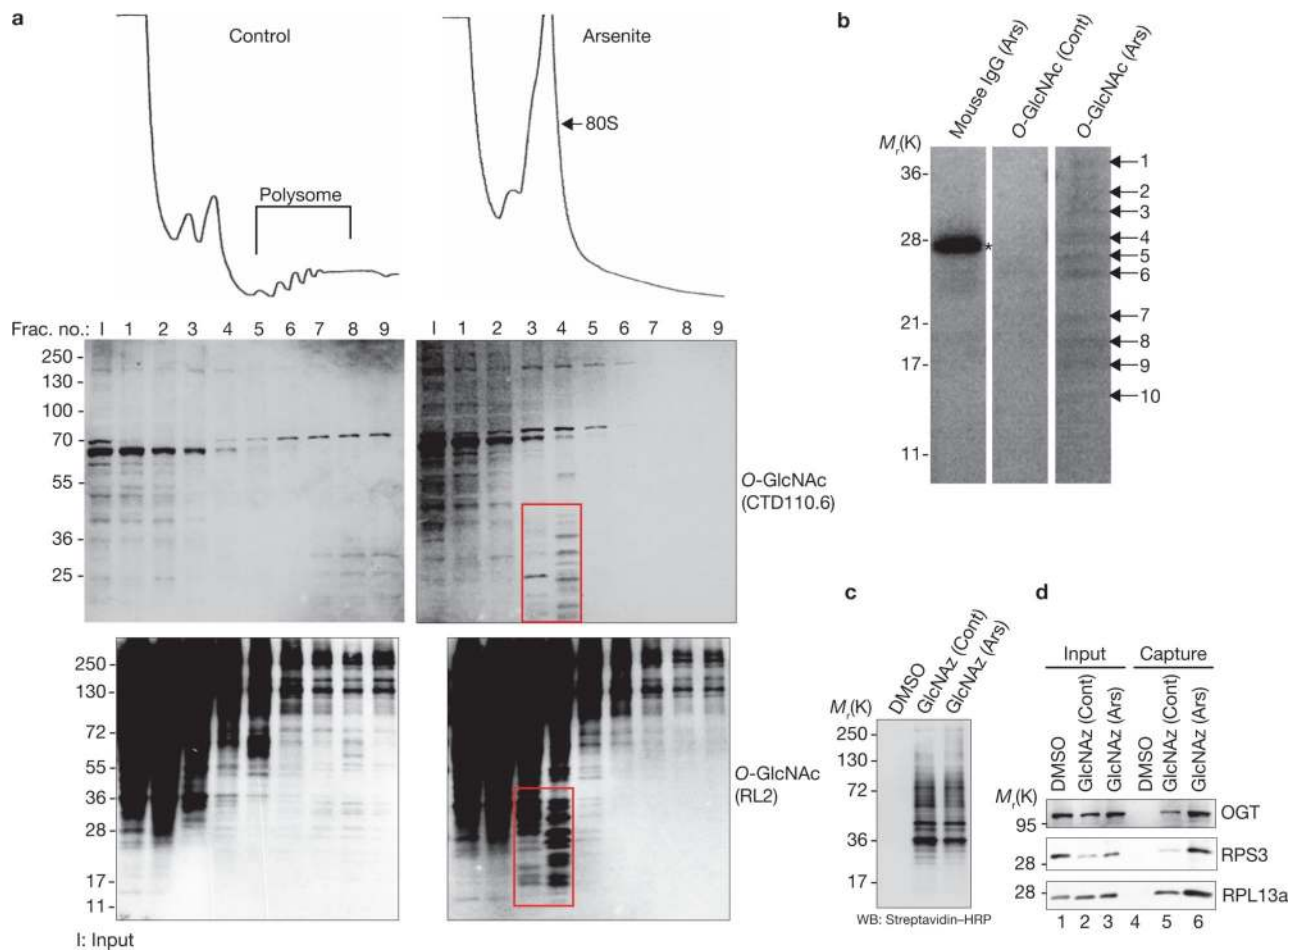 a
Control
Arsenite
80S
Polysome
Frac. no.: I 1 2 3 4 5 6 7 8 9
I 1 2 3 4 5 6 7 8 9
250
130
100
70
55
36
25
O-GlcNAc
(CTD110.6)
250
130
72
55
36
28
17
11
O-GlcNAc
(RL2)
I: Input
b
Mouse IgG (Ars)
O-GlcNAc (Cont)
O-GlcNAc (Ars)
Mr(K)
36
28
21
17
11
*
1
2
3
4
5
6
7
8
9
10
c
DMSO
GlcNAz (Cont)
GlcNAz (Ars)
Mr(K)
250
130
72
55
36
17
WB: Streptavidin–HRP
d
Input Capture
DMSO
GlcNAz (Cont)
GlcNAz (Ars)
DMSO
GlcNAz (Cont)
GlcNAz (Ars)
Mr(K)
95
OGT
28
RPS3
28
RPL13a
1 2 3 4 5 6